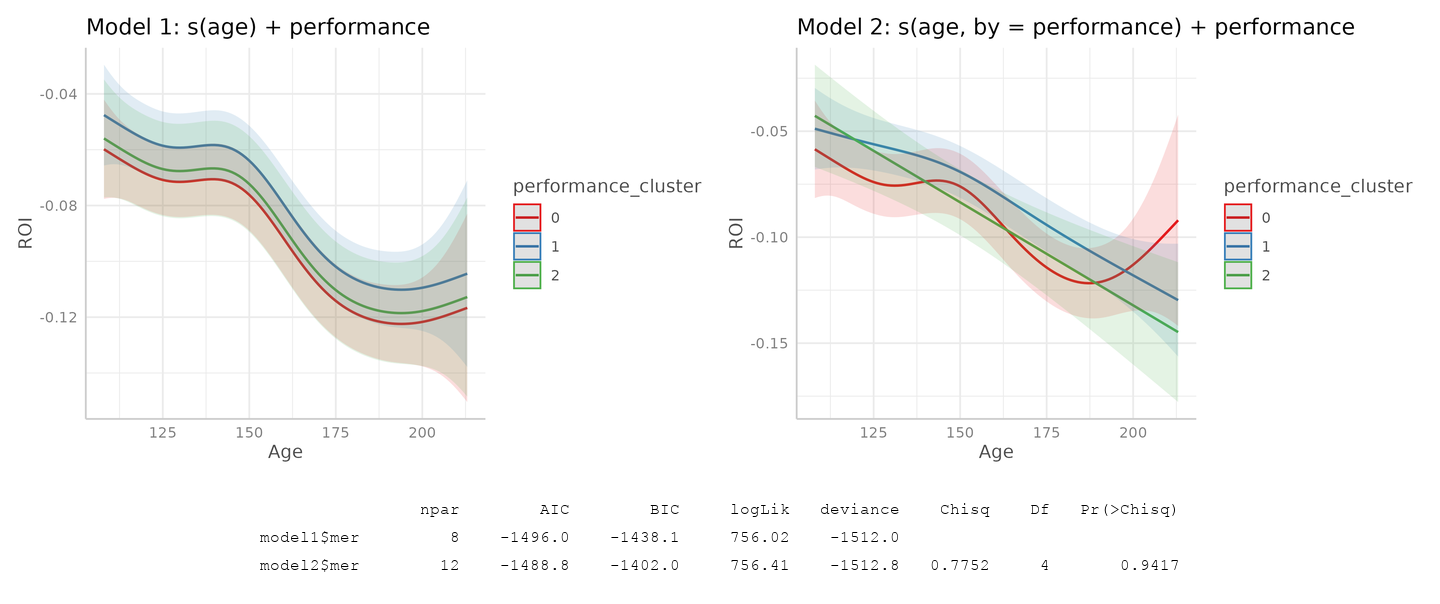 Model 1: s(age) + performance
-0.04
-0.08
-0.12
ROI
125 150 175 200
Age
performance_cluster
0
1
2
Model 2: s(age, by = performance) + performance
-0.05
-0.10
-0.15
ROI
125 150 175 200
Age
performance_cluster
0
1
2
npar AIC BIC logLik deviance Chisq Df Pr(>Chisq)
model1$mer 8 -1496.0 -1438.1 756.02 -1512.0
model2$mer 12 -1488.8 -1402.0 756.41 -1512.8 0.7752 4 0.9417